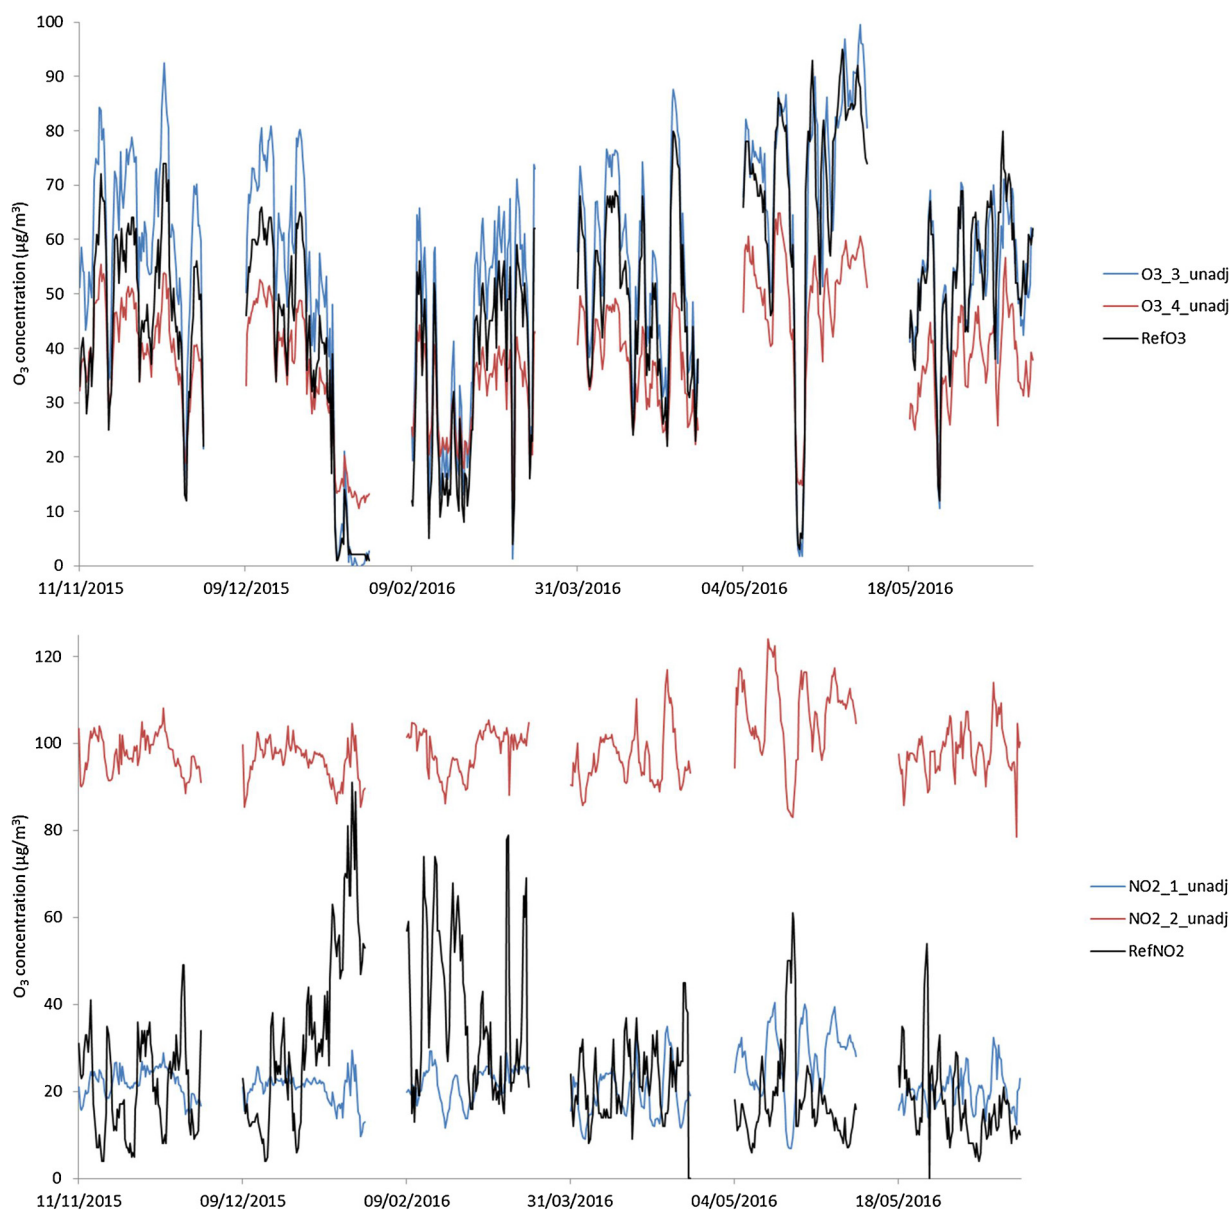 100
90
80
70
60
50
40
30
20
10
0
O₃ concentration (µg/m³)
11/11/2015 09/12/2015 09/02/2016 31/03/2016 04/05/2016 18/05/2016
O3_3_unadj
O3_4_unadj
RefO3
120
100
80
60
40
20
0
O₃ concentration (µg/m³)
11/11/2015 09/12/2015 09/02/2016 31/03/2016 04/05/2016 18/05/2016
NO2_1_unadj
NO2_2_unadj
RefNO2